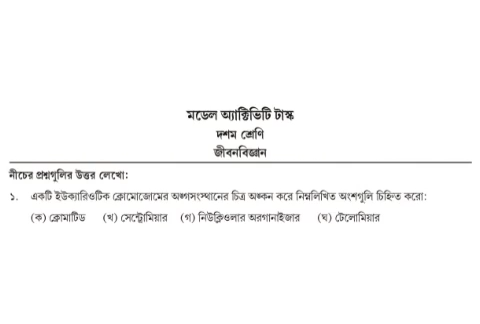 মডেল অ্যাক্টিভিটি টাস্ক
দশম শ্রেণি
জীবনবিজ্ঞান
নীচের প্রশ্নগুলির উত্তর লেখো:
১. একটি ইউক্যারিওটিক ক্রোমোজোমের অঙ্গসংস্থানের চিত্র অঙ্কন করে নিম্নলিখিত অংশগুলি চিহ্নিত করো:
(ক) ক্রোমাটিড (খ) সেন্ট্রোমিয়ার (গ) নিউক্লিওলার অরগানাইজার (ঘ) টেলোমিয়ার